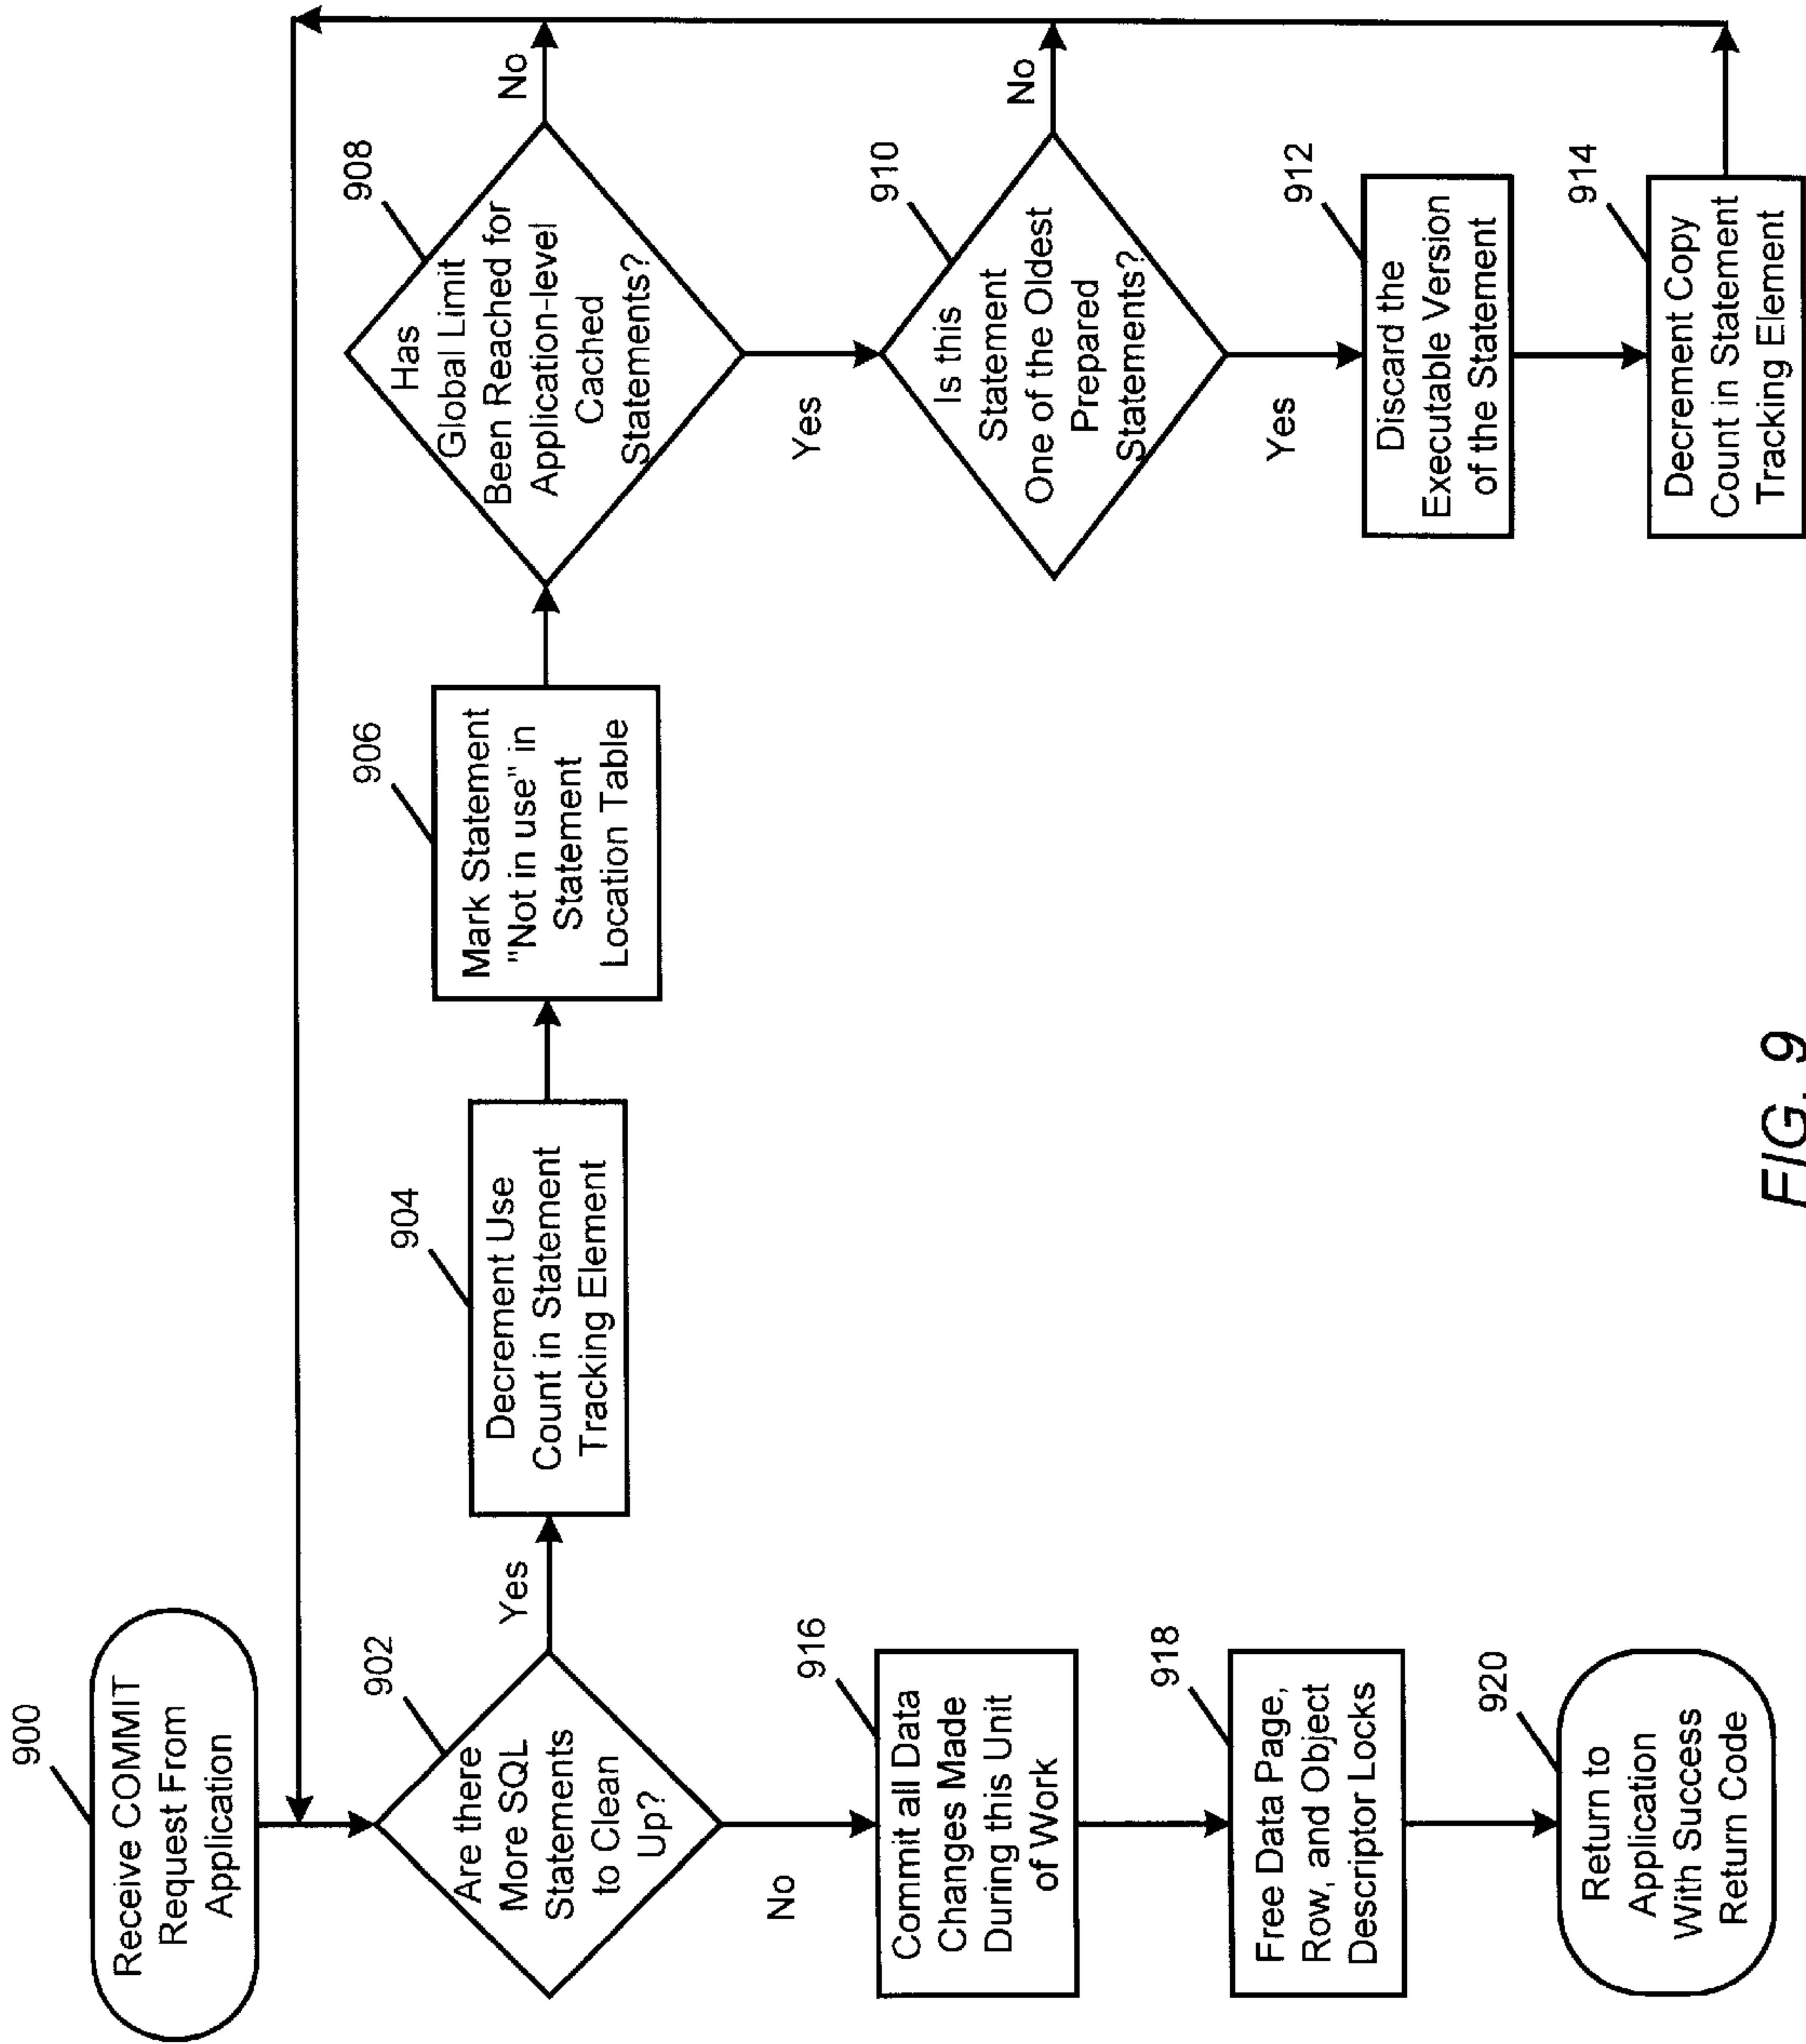 900
Receive COMMIT
Request From
Application
902
Are there
More SQL
Statements
to Clean
Up?
Yes
No
904
Decrement Use
Count in Statement
Tracking Element
906
Mark Statement
"Not in use" in
Statement
Location Table
908
Has
Global Limit
Been Reached for
Application-level
Cached
Statements?
No
Yes
910
Is this
Statement
One of the Oldest
Prepared
Statements?
No
Yes
912
Discard the
Executable Version
of the Statement
914
Decrement Copy
Count in Statement
Tracking Element
916
Commit all Data
Changes Made
During this Unit
of Work
918
Free Data Page,
Row, and Object
Descriptor Locks
920
Return to
Application
With Success
Return Code
FIG. 9